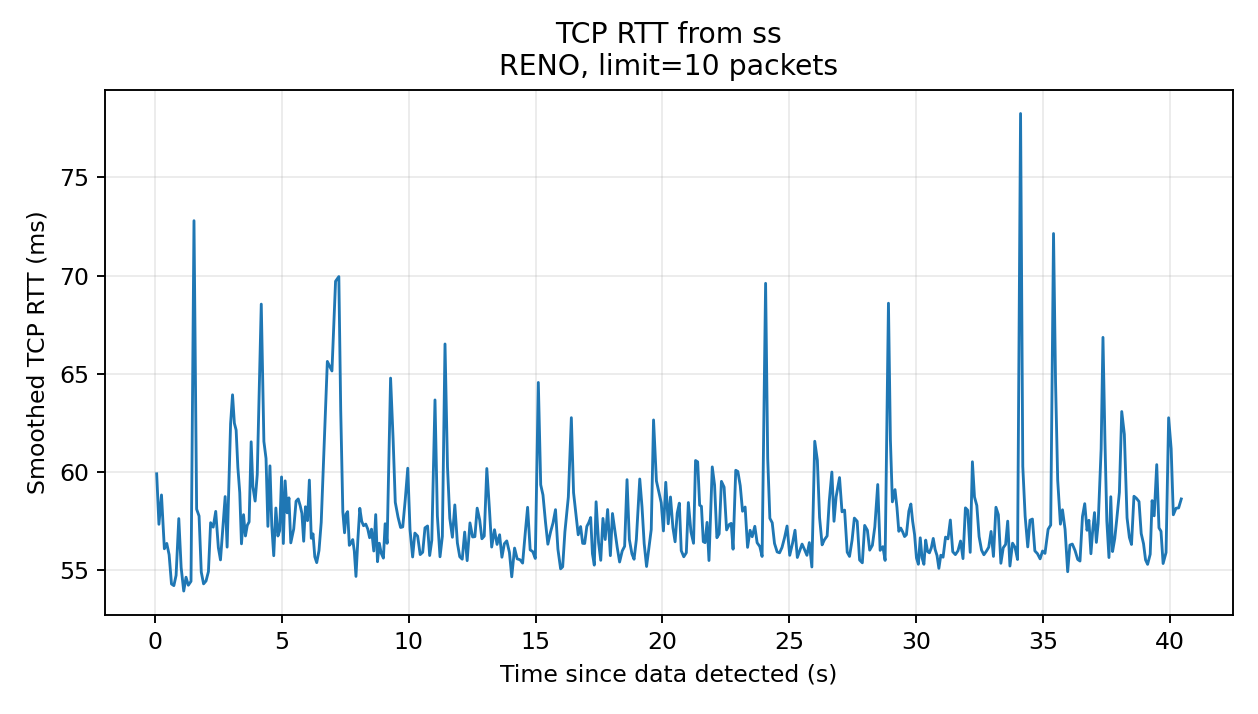 TCP RTT from ss
RENO, limit=10 packets
Smoothed TCP RTT (ms)
75
70
65
60
55
0 5 10 15 20 25 30 35 40
Time since data detected (s)